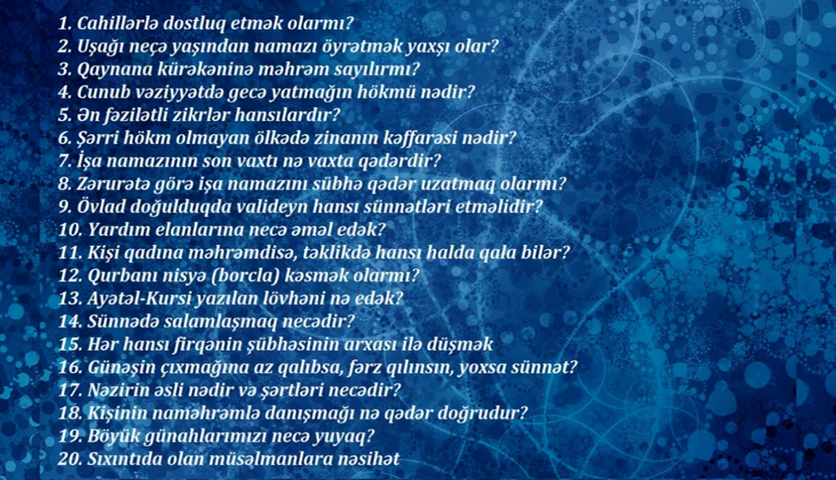 1. Cahillərlə dostluq etmək olarmı?
2. Uşağı neçə yaşından namazı öyrətmək yaxşı olar?
3. Qaynana kürəkəninə məhrəm sayılırmı?
4. Cunub vəziyyətdə gecə yatmağın hökmü nədir?
5. Ən fəzilətli zikrlər hansılardır?
6. Şərri hökm olmayan ölkədə zinanın kəffarəsi nədir?
7. İşa namazının son vaxtı nə vaxta qədərdir?
8. Zərurətə görə işa namazını sübhə qədər uzatmaq olarmı?
9. Övlad doğulduqda valideyn hansı sünnətləri etməlidir?
10. Yardım elanlarına necə əməl edək?
11. Kişi qadına məhrəmdisə, təklikdə hansı halda qala bilər?
12. Qurbanı nisyə (borcla) kəsmək olarmı?
13. Ayətəl-Kursi yazılan lövhəni nə edək?
14. Sünnədə salamlaşmaq necədir?
15. Hər hansı firqənin şübhəsinin arxası ilə düşmək
16. Günəşin çıxmağına az qalıbsa, fərz qılınsın, yoxsa sünnət?
17. Nəzirin əsli nədir və şərtləri necədir?
18. Kişinin naməhrəmlə danışmağı nə qədər doğrudur?
19. Böyük günahlarımızı necə yuyaq?
20. Sıxıntıda olan müsəlmanlara nəsihət